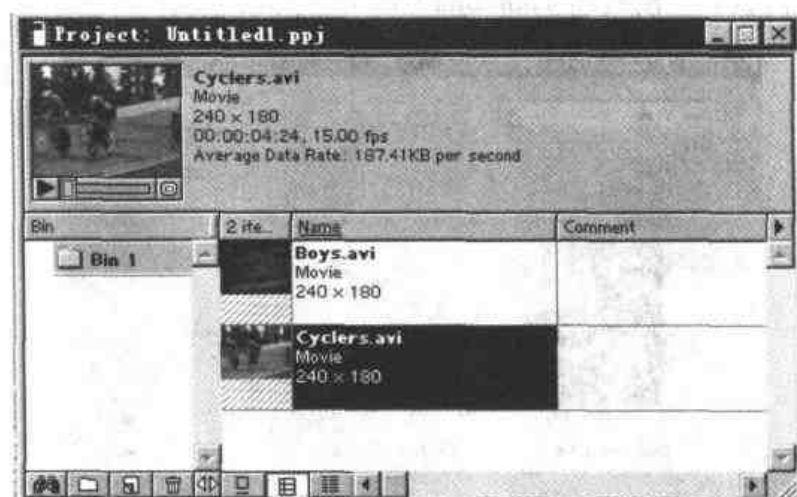 Project: Untitled1.ppj
Cyclers.avi
Movie
240 × 180
00:00:04:24, 15.00 fps
Average Data Rate: 187.41KB per second
Bin
2 ite...
Name
Comment
Bin 1
Boys.avi
Movie
240 × 180
Cyclers.avi
Movie
240 × 180